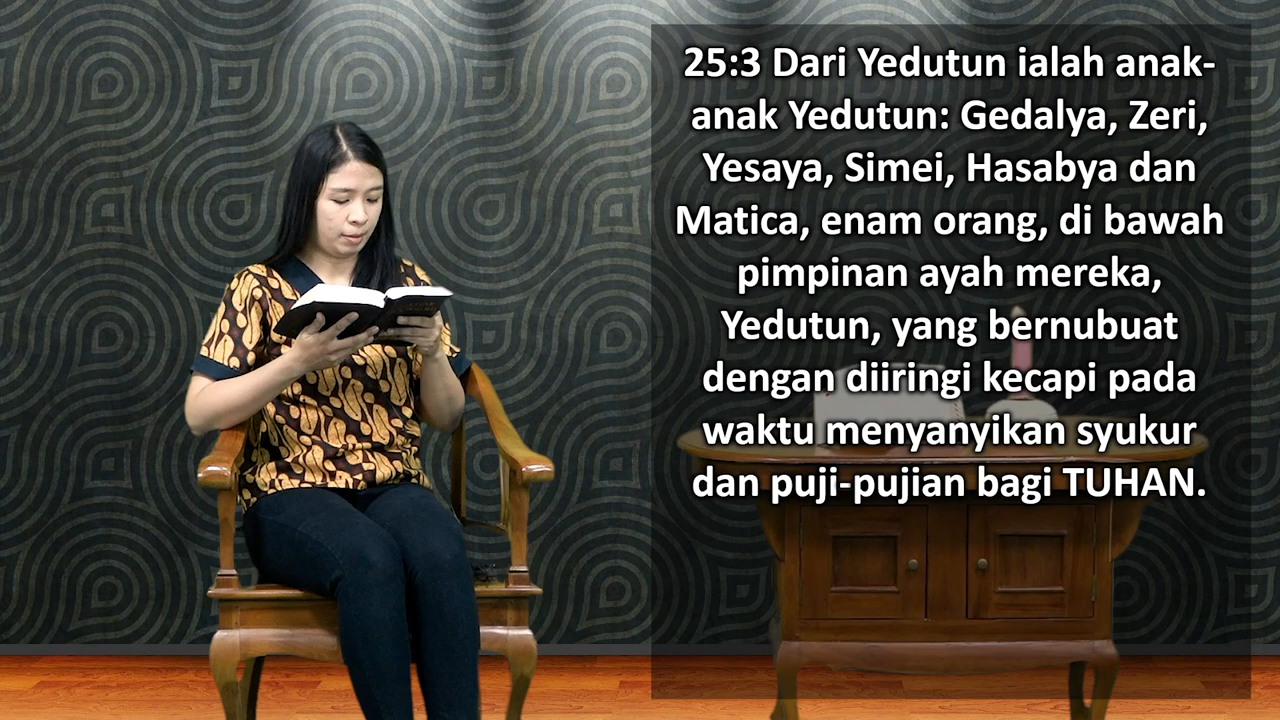 25:3 Dari Yedutun ialah anak-
anak Yedutun: Gedalya, Zeri,
Yesaya, Simei, Hasabya dan
Matica, enam orang, di bawah
pimpinan ayah mereka,
Yedutun, yang bernubuat
dengan diiringi kecapi pada
waktu menyanyikan syukur
dan puji-pujian bagi TUHAN.